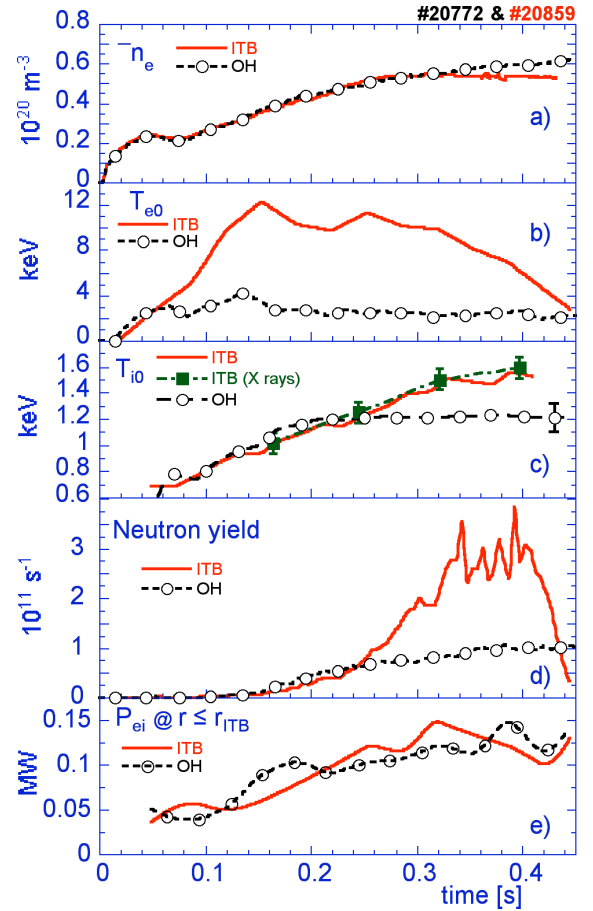 #20772 & #20859
¯n_e
ITB
OH
10^20 m^-3
0.8
0.6
0.4
0.2
0
a)
T_e0
ITB
OH
keV
12
8
4
0
b)
T_i0
ITB
ITB (X rays)
OH
keV
1.6
1.4
1.2
1
0.8
0.6
c)
Neutron yield
ITB
OH
10^11 s^-1
3
2
1
0
d)
P_ei @ r ≤ r_ITB
ITB
OH
MW
0.15
0.1
0.05
0
e)
0 0.1 0.2 0.3 0.4
time [s]